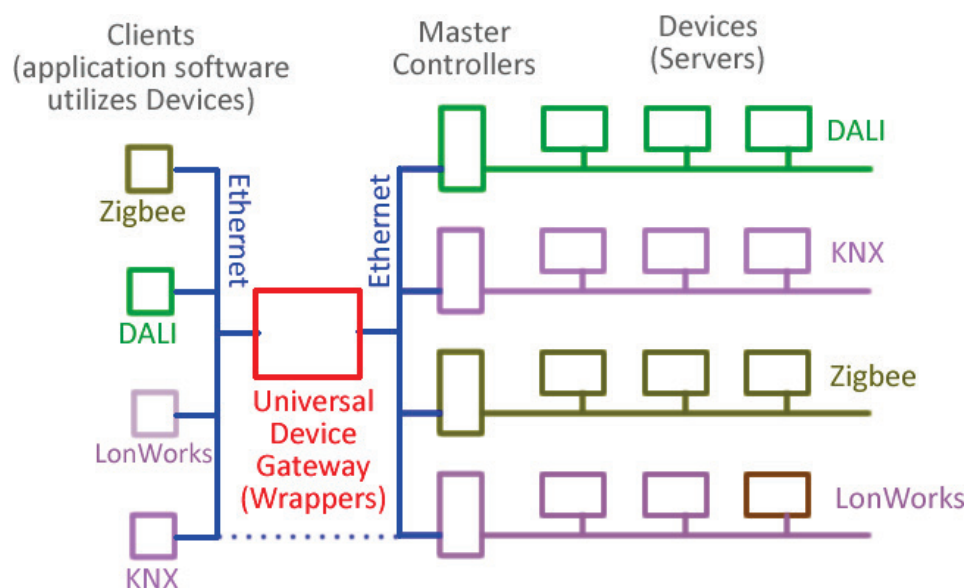 Clients
(application software
utilizes Devices)
Master
Controllers
Devices
(Servers)
Zigbee
DALI
LonWorks
KNX
Ethernet
Ethernet
Universal
Device
Gateway
(Wrappers)
DALI
KNX
Zigbee
LonWorks